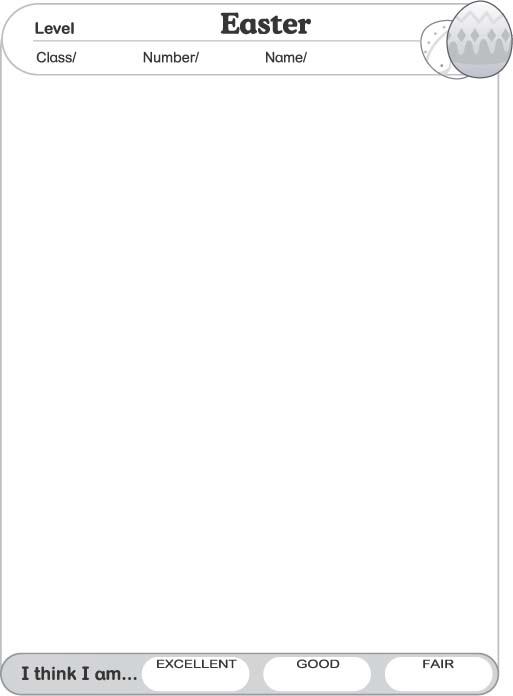 Easter
Level
Class/ Number/ Name/
I think I am... EXCELLENT GOOD FAIR